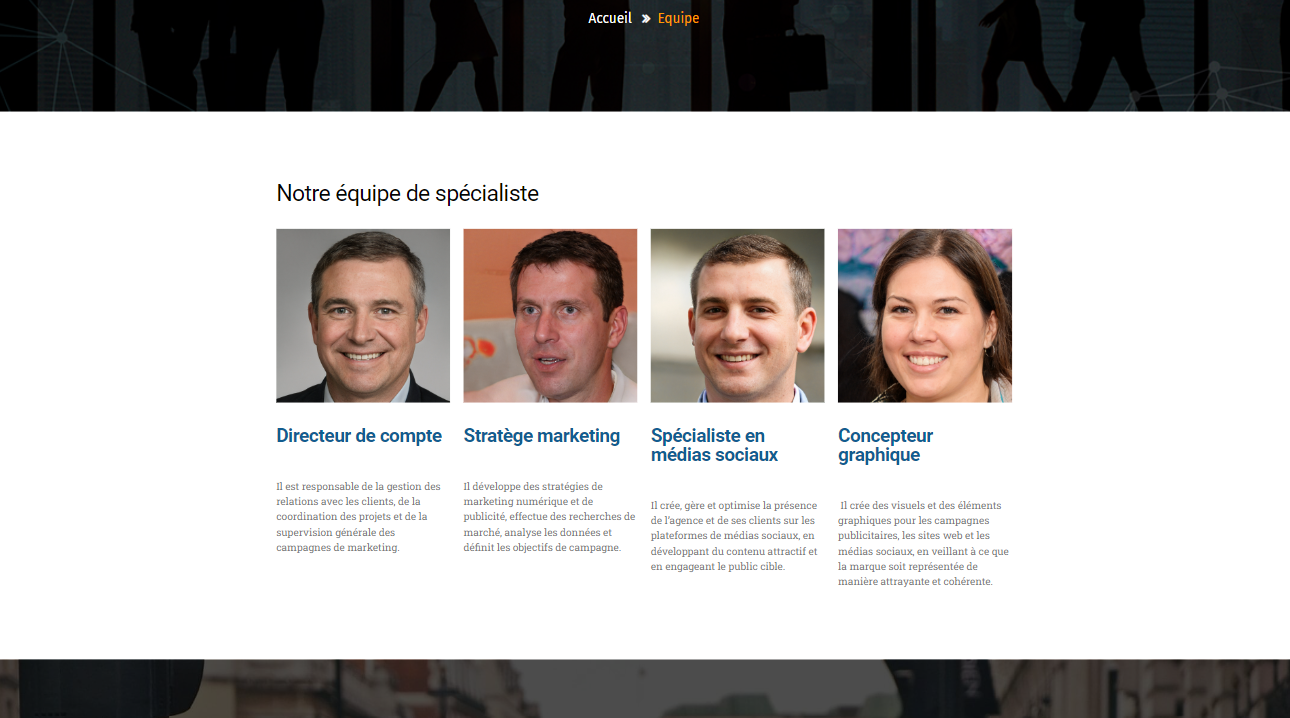 Accueil » Equipe
Notre équipe de spécialiste
Directeur de compte
Il est responsable de la gestion des
relations avec les clients, de la
coordination des projets et de la
supervision générale des
campagnes de marketing.
Stratège marketing
Il développe des stratégies de
marketing numérique et de
publicité, effectue des recherches de
marché, analyse les données et
définit les objectifs de campagne.
Spécialiste en
médias sociaux
Il crée, gère et optimise la présence
de l'agence et de ses clients sur les
plateformes de médias sociaux, en
développant du contenu attractif et
en engageant le public cible.
Concepteur
graphique
Il crée des visuels et des éléments
graphiques pour les campagnes
publicitaires, les sites web et les
médias sociaux, en veillant à ce que
la marque soit représentée de
manière attrayante et cohérente.